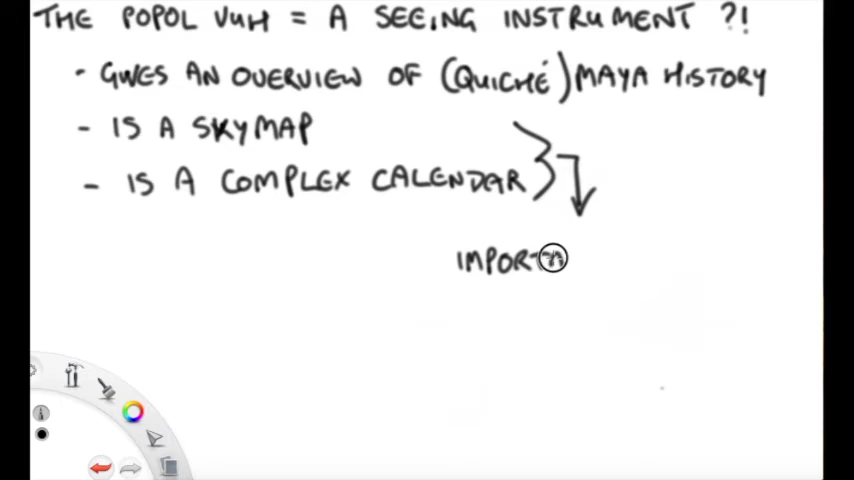 THE POPOL VUH = A SEEING INSTRUMENT ?!
- GIVES AN OVERVIEW OF (QUICHÉ) MAYA HISTORY
- IS A SKYMAP
- IS A COMPLEX CALENDAR